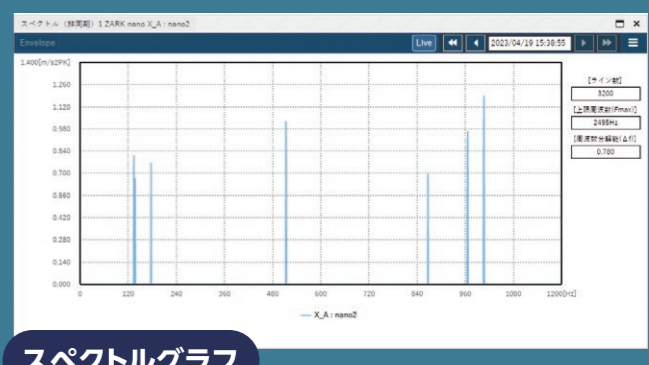 スペクトル(非同期)1 ZARK nano X_A : nano2
Envelope
Live
2023/04/19 15:38:55
1.400[m/s2PK]
1.260
1.120
0.980
0.840
0.700
0.560
0.420
0.280
0.140
0.000
0 120 240 360 480 600 720 840 960 1080 1200[Hz]
X_A : nano2
[ライン数]
3200
[上限周波数(Fmax)]
[周波数分解能(Δf)]
0.780
スペクトルグラフ